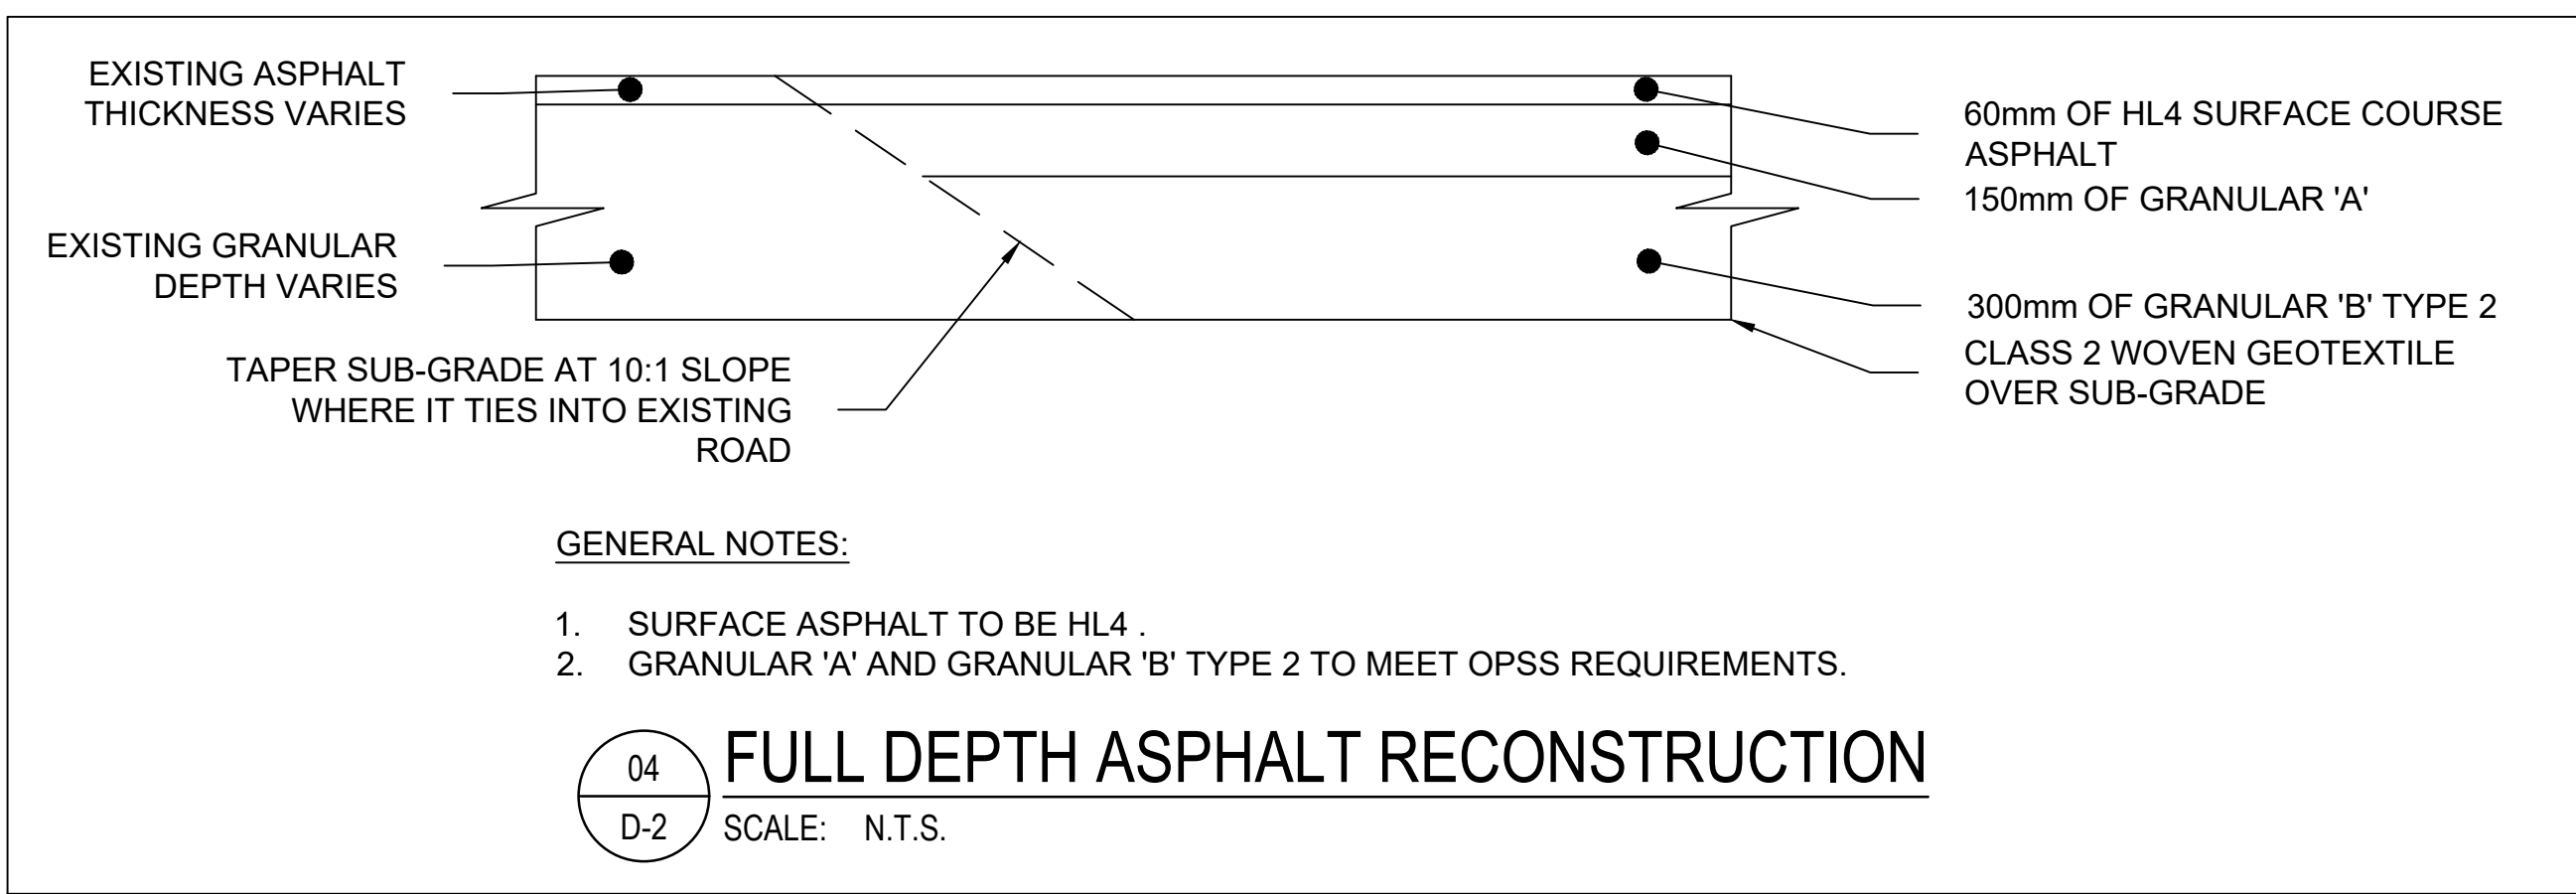 EXISTING ASPHALT
THICKNESS VARIES
EXISTING GRANULAR
DEPTH VARIES
TAPER SUB-GRADE AT 10:1 SLOPE
WHERE IT TIES INTO EXISTING
ROAD
60mm OF HL4 SURFACE COURSE
ASPHALT
150mm OF GRANULAR 'A'
300mm OF GRANULAR 'B' TYPE 2
CLASS 2 WOVEN GEOTEXTILE
OVER SUB-GRADE
GENERAL NOTES:
1. SURFACE ASPHALT TO BE HL4 .
2. GRANULAR 'A' AND GRANULAR 'B' TYPE 2 TO MEET OPSS REQUIREMENTS.
04
D-2
FULL DEPTH ASPHALT RECONSTRUCTION
SCALE: N.T.S.